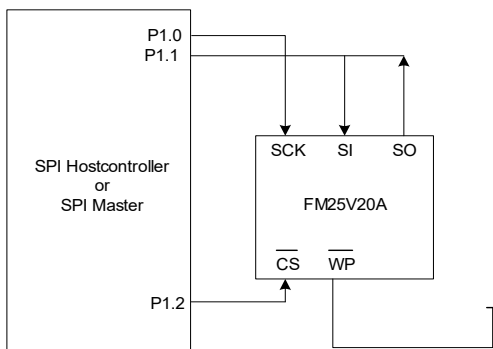 P1.0
P1.1
SCK SI SO
SPI Hostcontroller
or
SPI Master
FM25V20A
CS WP
P1.2